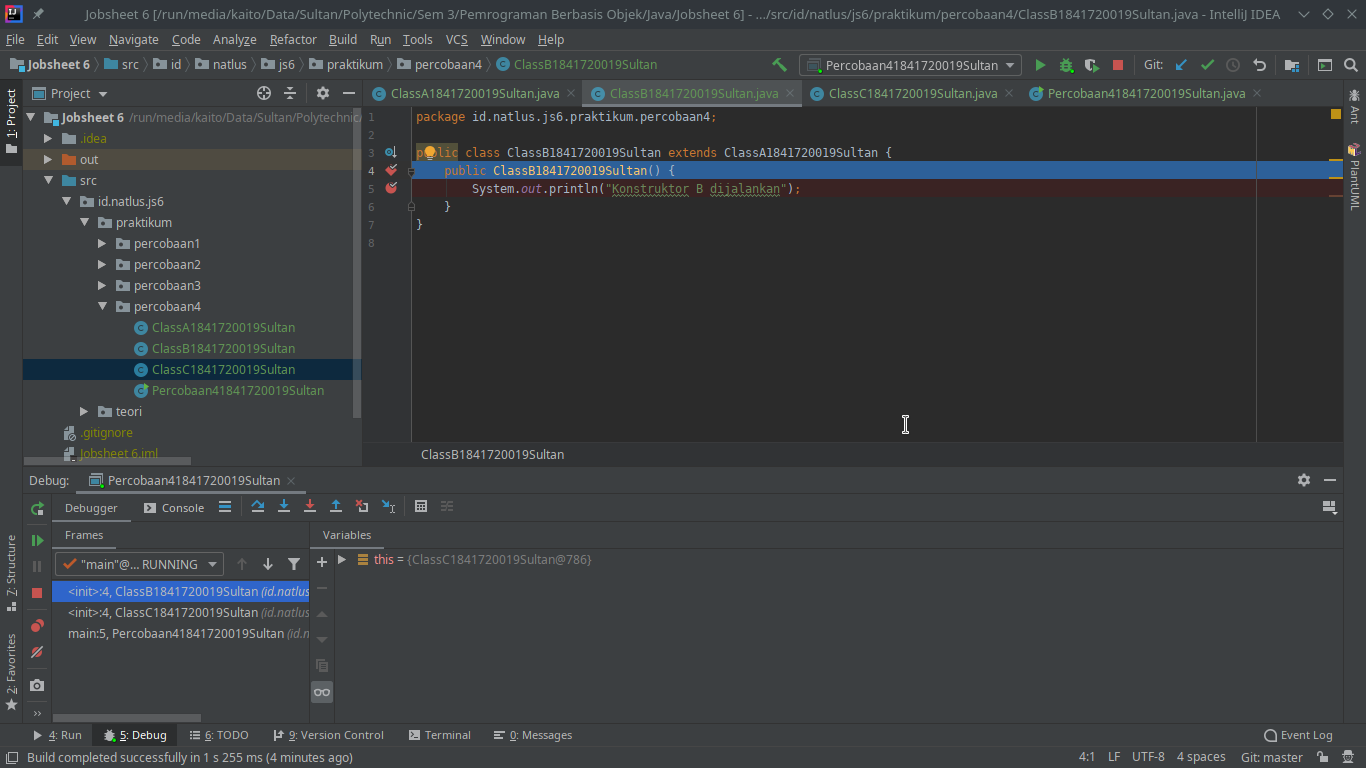 Jobsheet 6 [/run/media/kaito/Data/Sultan/Polytechnic/Sem 3/Pemrograman Berbasis Objek/Java/Jobsheet 6] - .../src/id/natlus/js6/praktikum/percobaan4/ClassB1841720019Sultan.java - IntelliJ IDEA
File Edit View Navigate Code Analyze Refactor Build Run Tools VCS Window Help
Jobsheet 6 src id natlus js6 praktikum percobaan4 ClassB1841720019Sultan Percobaan41841720019Sultan Git:
1: Project
Project
ClassA1841720019Sultan.java ClassB1841720019Sultan.java ClassC1841720019Sultan.java Percobaan41841720019Sultan.java
Jobsheet 6 /run/media/kaito/Data/Sultan/Polytechnic/
.idea
out
src
id.natlus.js6
praktikum
percobaan1
percobaan2
percobaan3
percobaan4
ClassA1841720019Sultan
ClassB1841720019Sultan
ClassC1841720019Sultan
Percobaan41841720019Sultan
teori
.gitignore
Jobsheet 6.iml
1 package id.natlus.js6.praktikum.percobaan4;
2
3 public class ClassB1841720019Sultan extends ClassA1841720019Sultan {
4 public ClassB1841720019Sultan() {
5 System.out.println("Konstruktor B dijalankan");
6 }
7 }
8
ClassB1841720019Sultan
Ant
PlantUML
Debug: Percobaan41841720019Sultan
Debugger Console
Frames Variables
"main"@... RUNNING
this = {ClassC1841720019Sultan@786}
<init>:4, ClassB1841720019Sultan (id.natlus
<init>:4, ClassC1841720019Sultan (id.natlus
main:5, Percobaan41841720019Sultan (id.n
7: Structure
2: Favorites
4: Run 5: Debug 6: TODO 9: Version Control Terminal 0: Messages Event Log
Build completed successfully in 1 s 255 ms (4 minutes ago) 4:1 LF UTF-8 4 spaces Git: master